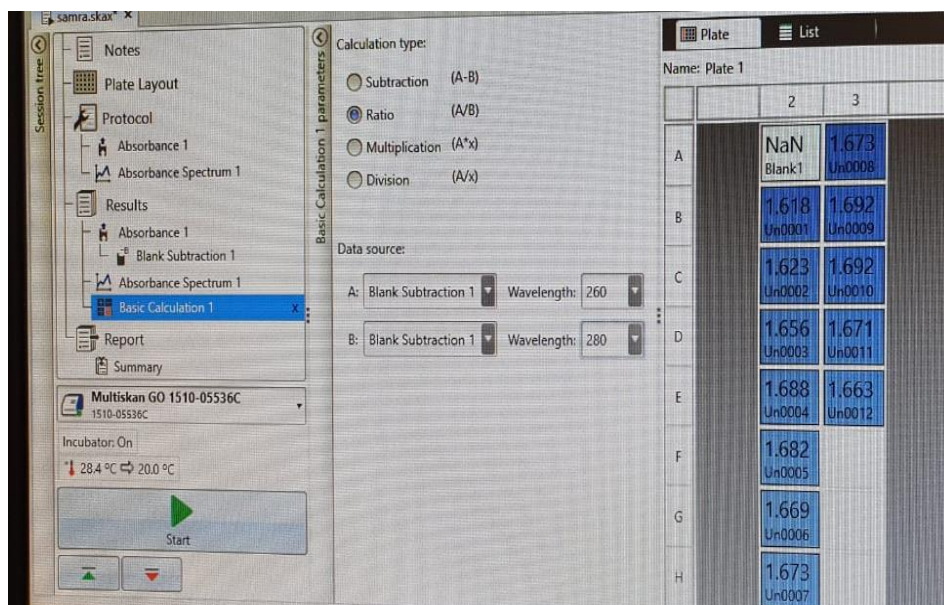 samra.skax* x
Session tree
Notes
Plate Layout
Protocol
Absorbance 1
Absorbance Spectrum 1
Results
Absorbance 1
Blank Subtraction 1
Absorbance Spectrum 1
Basic Calculation 1 x
Report
Summary
Multiskan GO 1510-05536C
1510-05536C
Incubator: On
28.4 °C ⇨ 20.0 °C
Start
Basic Calculation 1 parameters
Calculation type:
Subtraction (A-B)
Ratio (A/B)
Multiplication (A*x)
Division (A/x)
Data source:
A: Blank Subtraction 1 Wavelength: 260
B: Blank Subtraction 1 Wavelength: 280
Plate List
Name: Plate 1
2 3
A NaN 1.673
Blank1 Un0008
B 1.618 1.692
Un0001 Un0009
C 1.623 1.692
Un0002 Un0010
D 1.656 1.671
Un0003 Un0011
E 1.688 1.663
Un0004 Un0012
F 1.682
Un0005
G 1.669
Un0006
H 1.673
Un0007